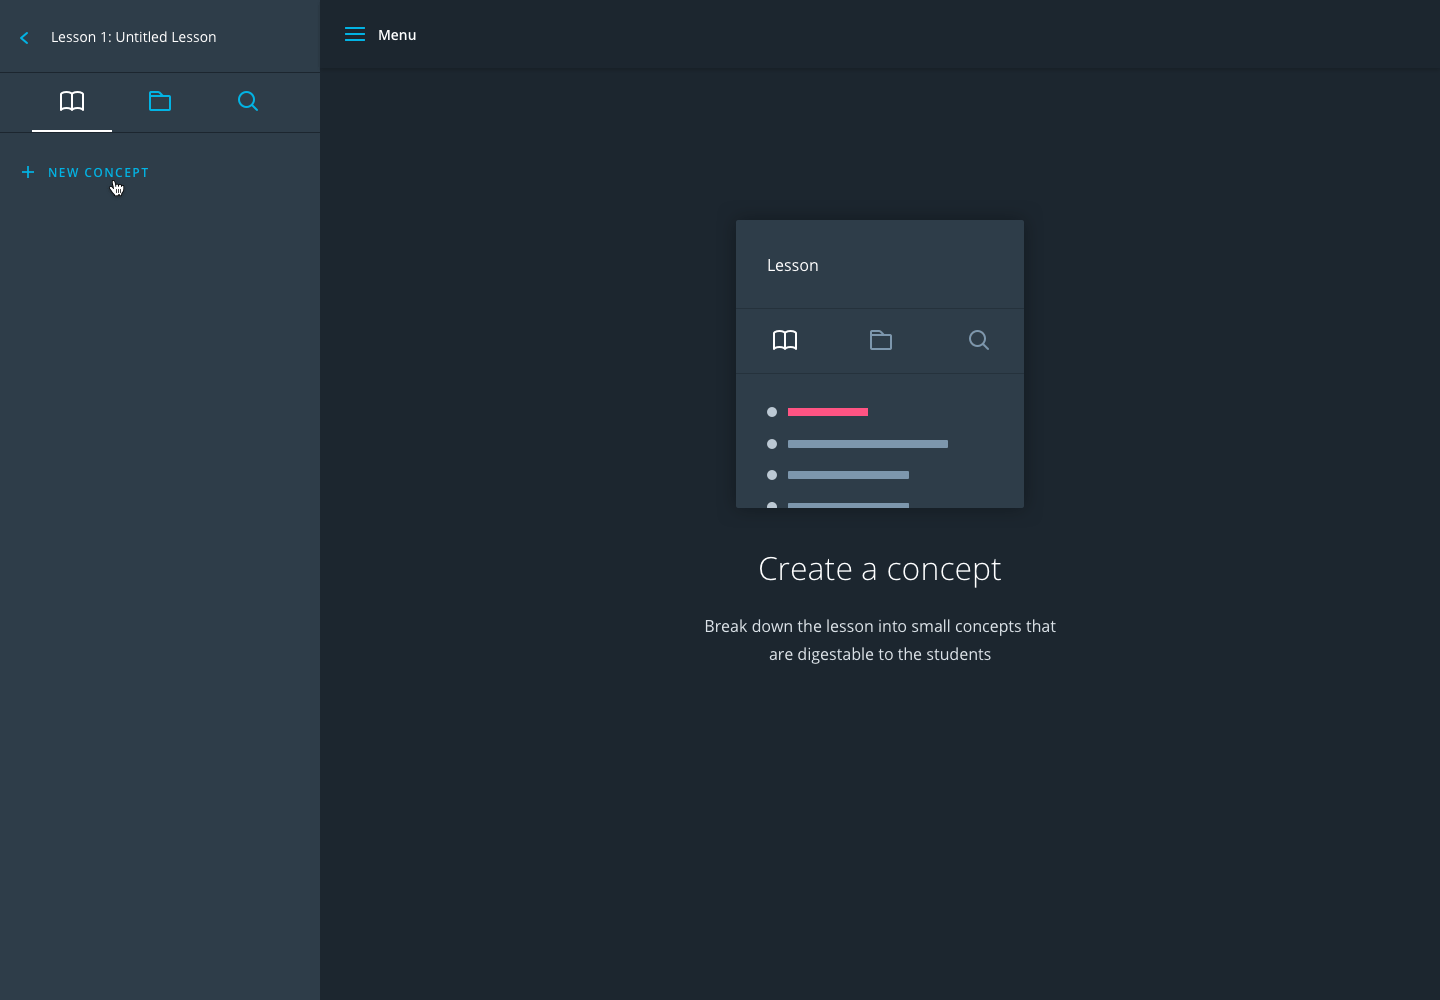 Lesson 1: Untitled Lesson
Menu
NEW CONCEPT
Lesson
Create a concept
Break down the lesson into small concepts that
are digestable to the students